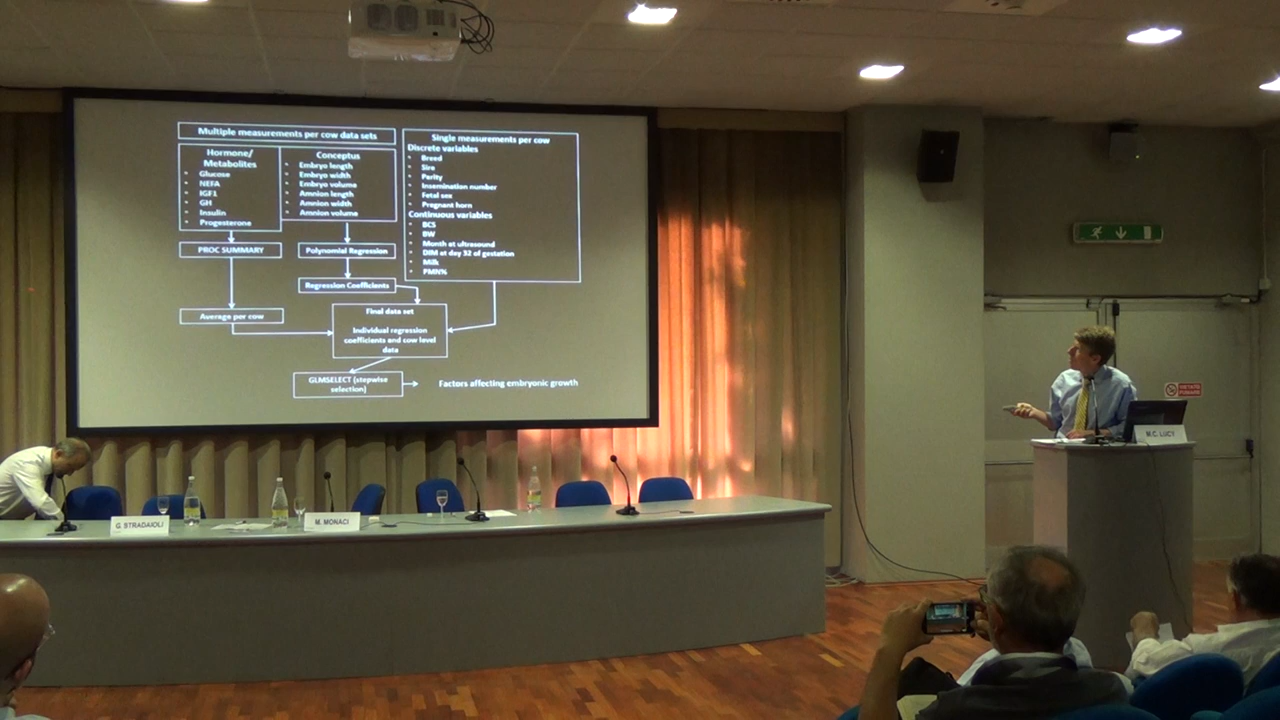 Multiple measurements per cow data sets
Hormone/
Metabolites
• Glucose
• NEFA
• IGF1
• GH
• Insulin
• Progesterone
Conceptus
• Embryo length
• Embryo width
• Embryo volume
• Amnion length
• Amnion width
• Amnion volume
Single measurements per cow
Discrete variables
• Breed
• Sire
• Parity
• Insemination number
• Fetal sex
• Pregnant horn
Continuous variables
• BCS
• BW
• Month at ultrasound
• DIM at day 32 of gestation
• Milk
• PMN%
PROC SUMMARY
Polynomial Regression
Regression Coefficients
Average per cow
Final data set
Individual regression
coefficients and cow level
data
GLMSELECT (stepwise
selection)
Factors affecting embryonic growth
G. STRADAIOLI
M. MONACI
M.C. LUCY
VIETATO
FUMARE